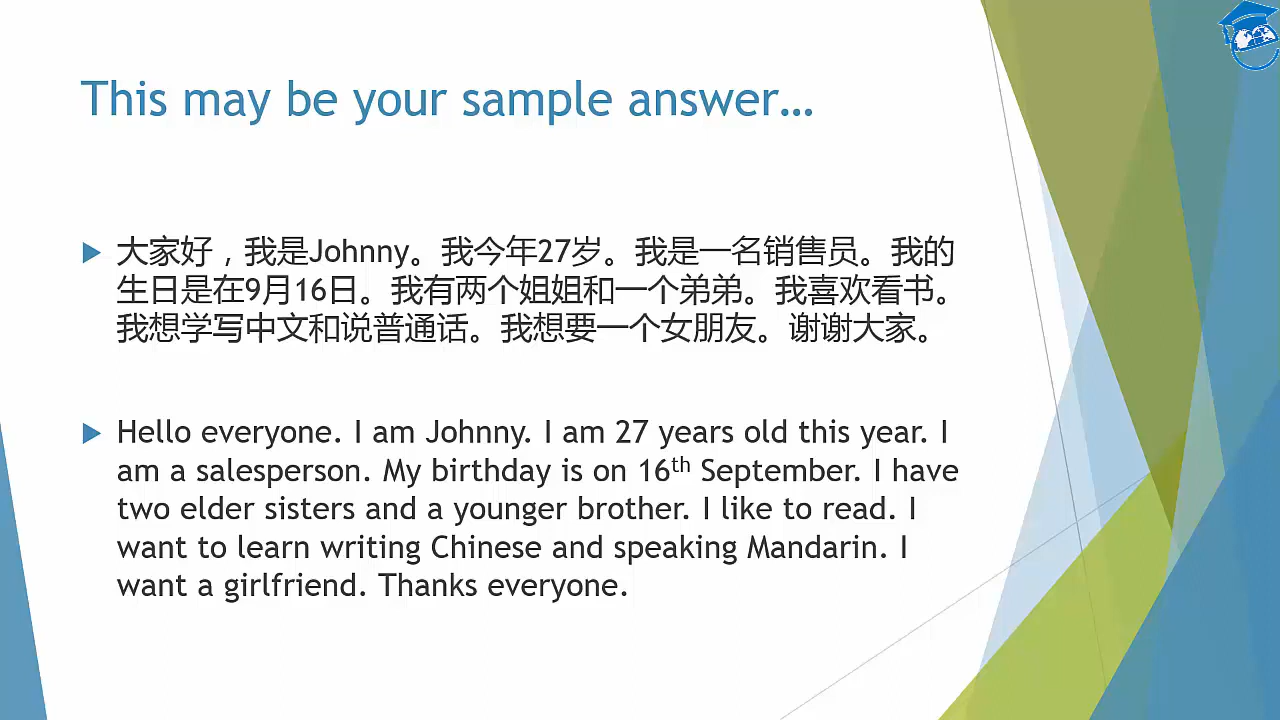 This may be your sample answer...
大家好，我是Johnny。我今年27岁。我是一名销售员。我的
生日是在9月16日。我有两个姐姐和一个弟弟。我喜欢看书。
我想学写中文和说普通话。我想要一个女朋友。谢谢大家。
Hello everyone. I am Johnny. I am 27 years old this year. I
am a salesperson. My birthday is on 16th September. I have
two elder sisters and a younger brother. I like to read. I
want to learn writing Chinese and speaking Mandarin. I
want a girlfriend. Thanks everyone.